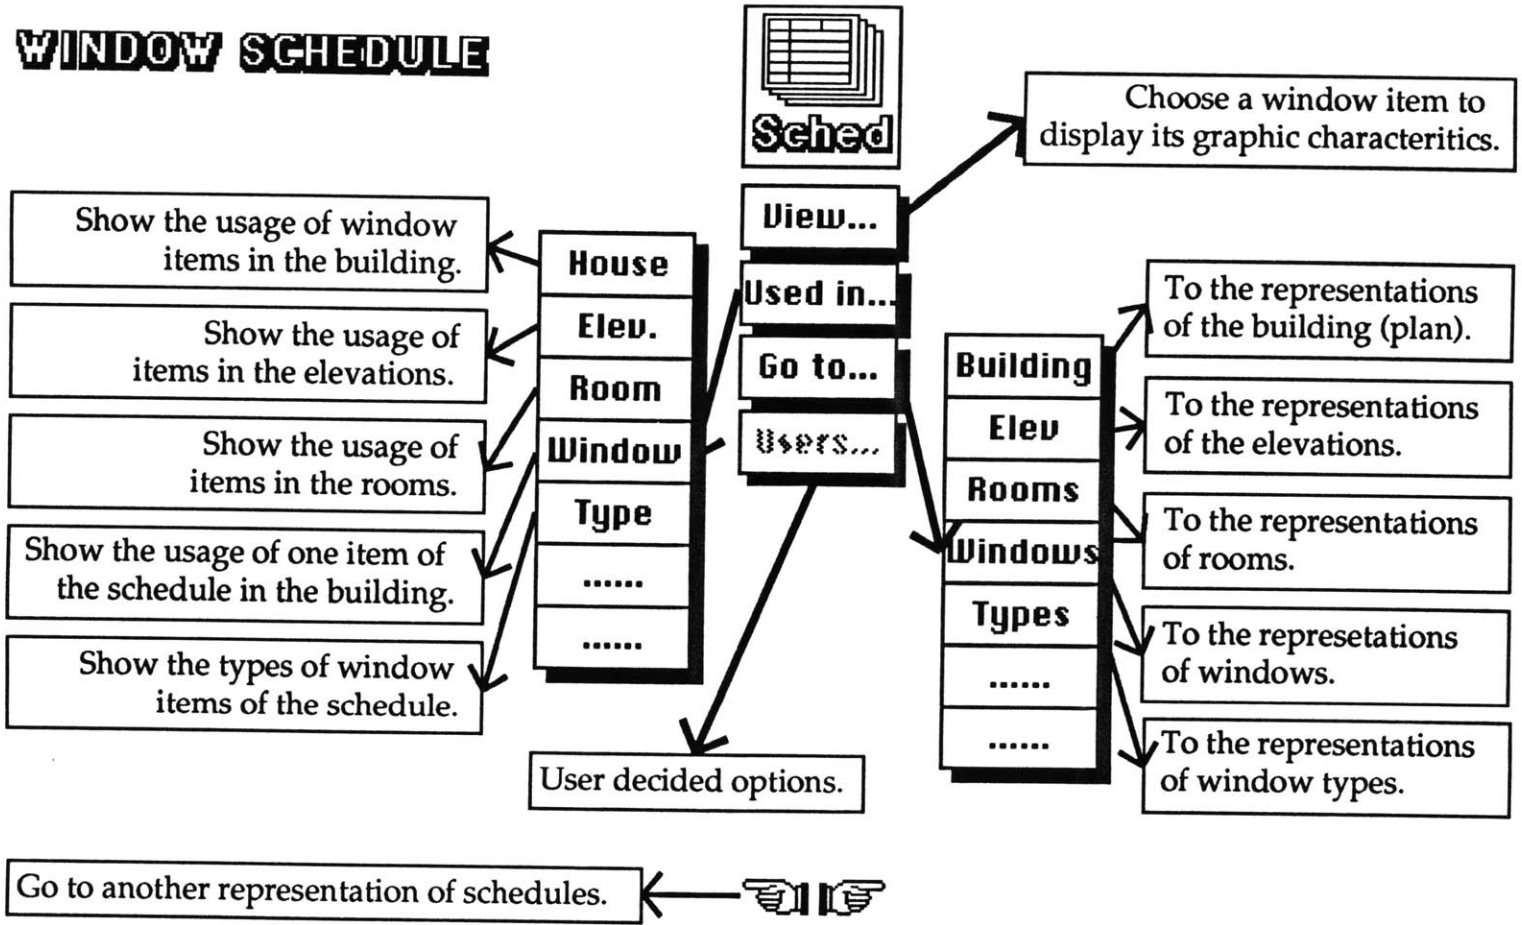 WINDOW SCHEDULE
Sched
View...
Used in...
Go to...
Users...
Choose a window item to
display its graphic characteritics.
Show the usage of window
items in the building.
Show the usage of
items in the elevations.
Show the usage of
items in the rooms.
Show the usage of one item of
the schedule in the building.
Show the types of window
items of the schedule.
House
Elev.
Room
Window
Type
......
......
Building
Elev
Rooms
Windows
Types
......
......
To the representations
of the building (plan).
To the representations
of the elevations.
To the representations
of rooms.
To the represetations
of windows.
To the representations
of window types.
User decided options.
Go to another representation of schedules.